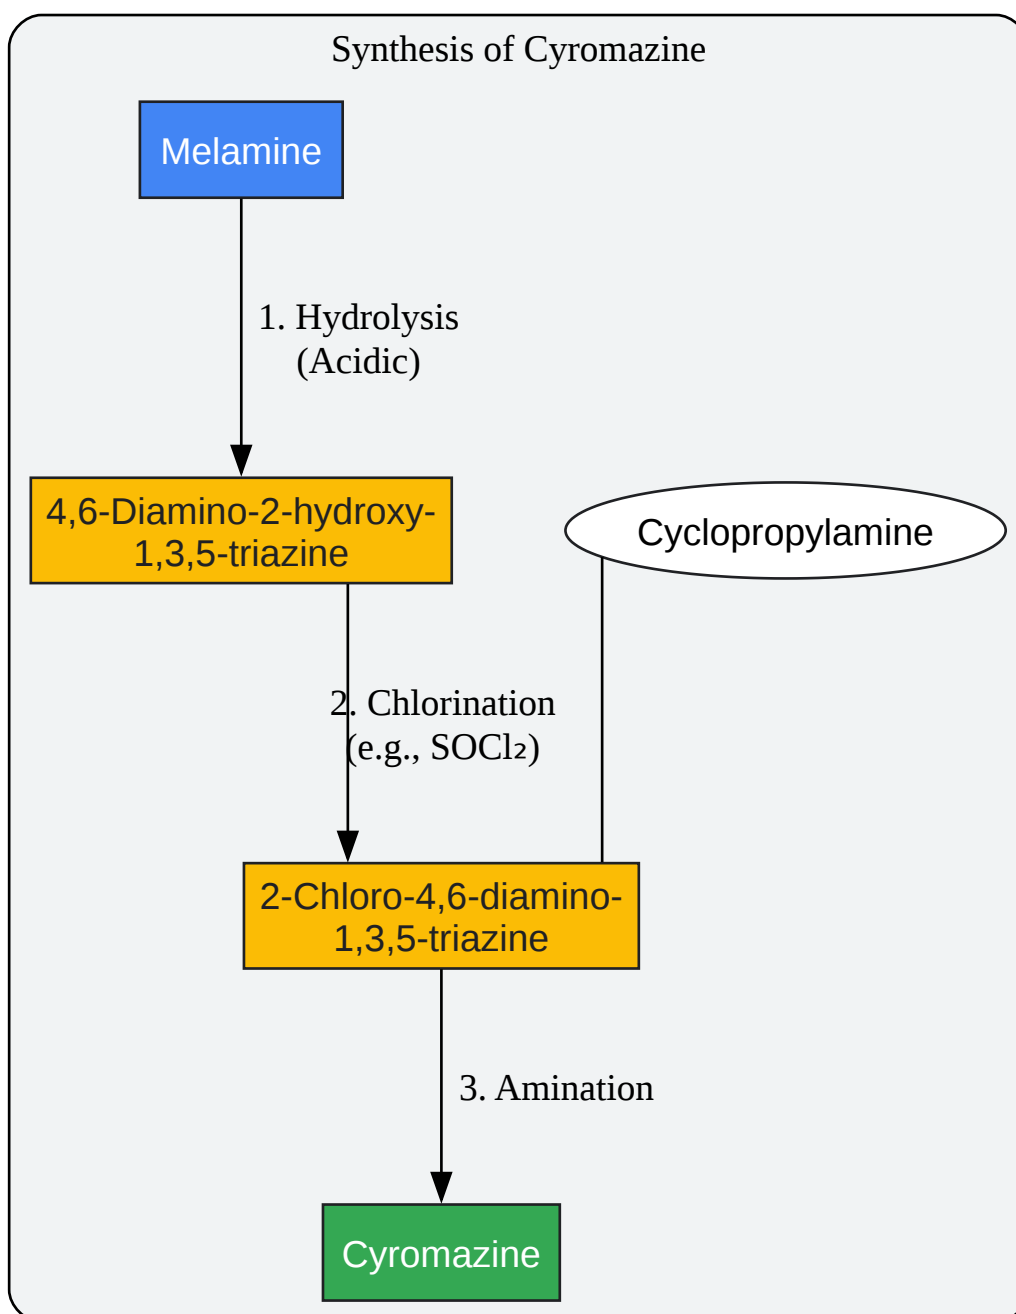 Synthesis of Cyromazine
Melamine
1. Hydrolysis
(Acidic)
4,6-Diamino-2-hydroxy-
1,3,5-triazine
Cyclopropylamine
2. Chlorination
(e.g., SOCl₂)
2-Chloro-4,6-diamino-
1,3,5-triazine
3. Amination
Cyromazine